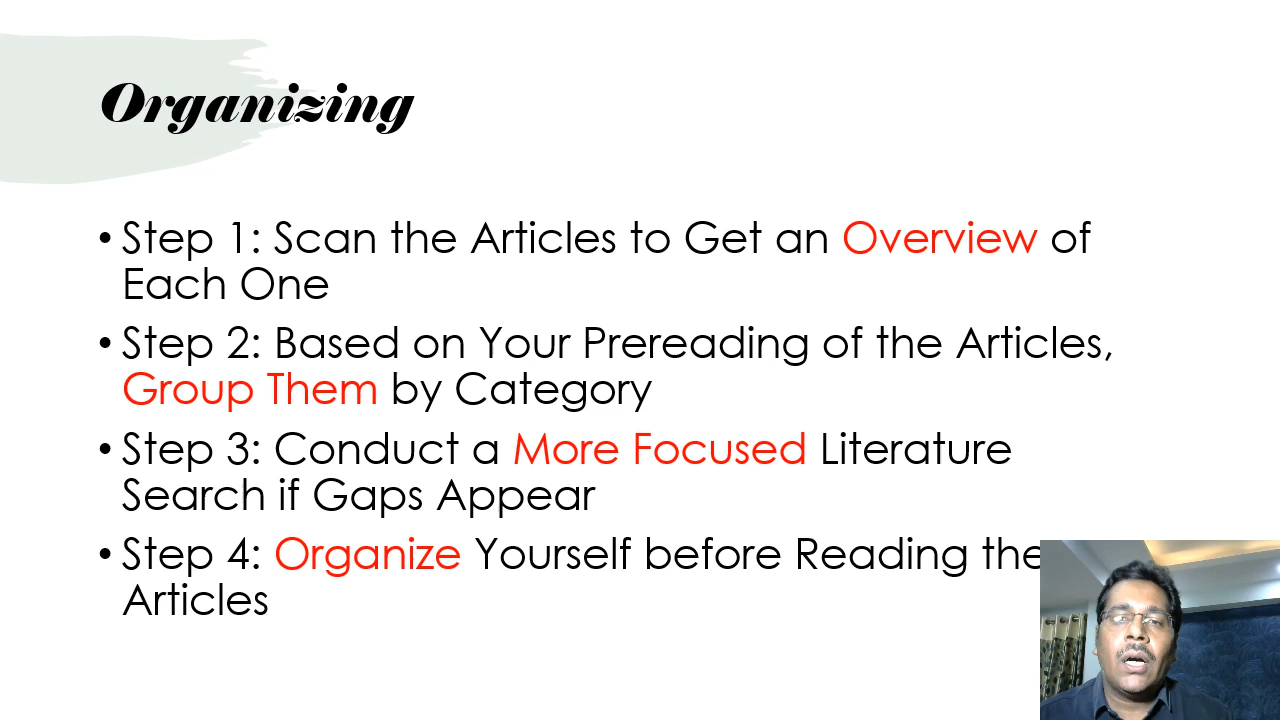 Organizing
• Step 1: Scan the Articles to Get an Overview of
Each One
• Step 2: Based on Your Prereading of the Articles,
Group Them by Category
• Step 3: Conduct a More Focused Literature
Search if Gaps Appear
• Step 4: Organize Yourself before Reading the
Articles